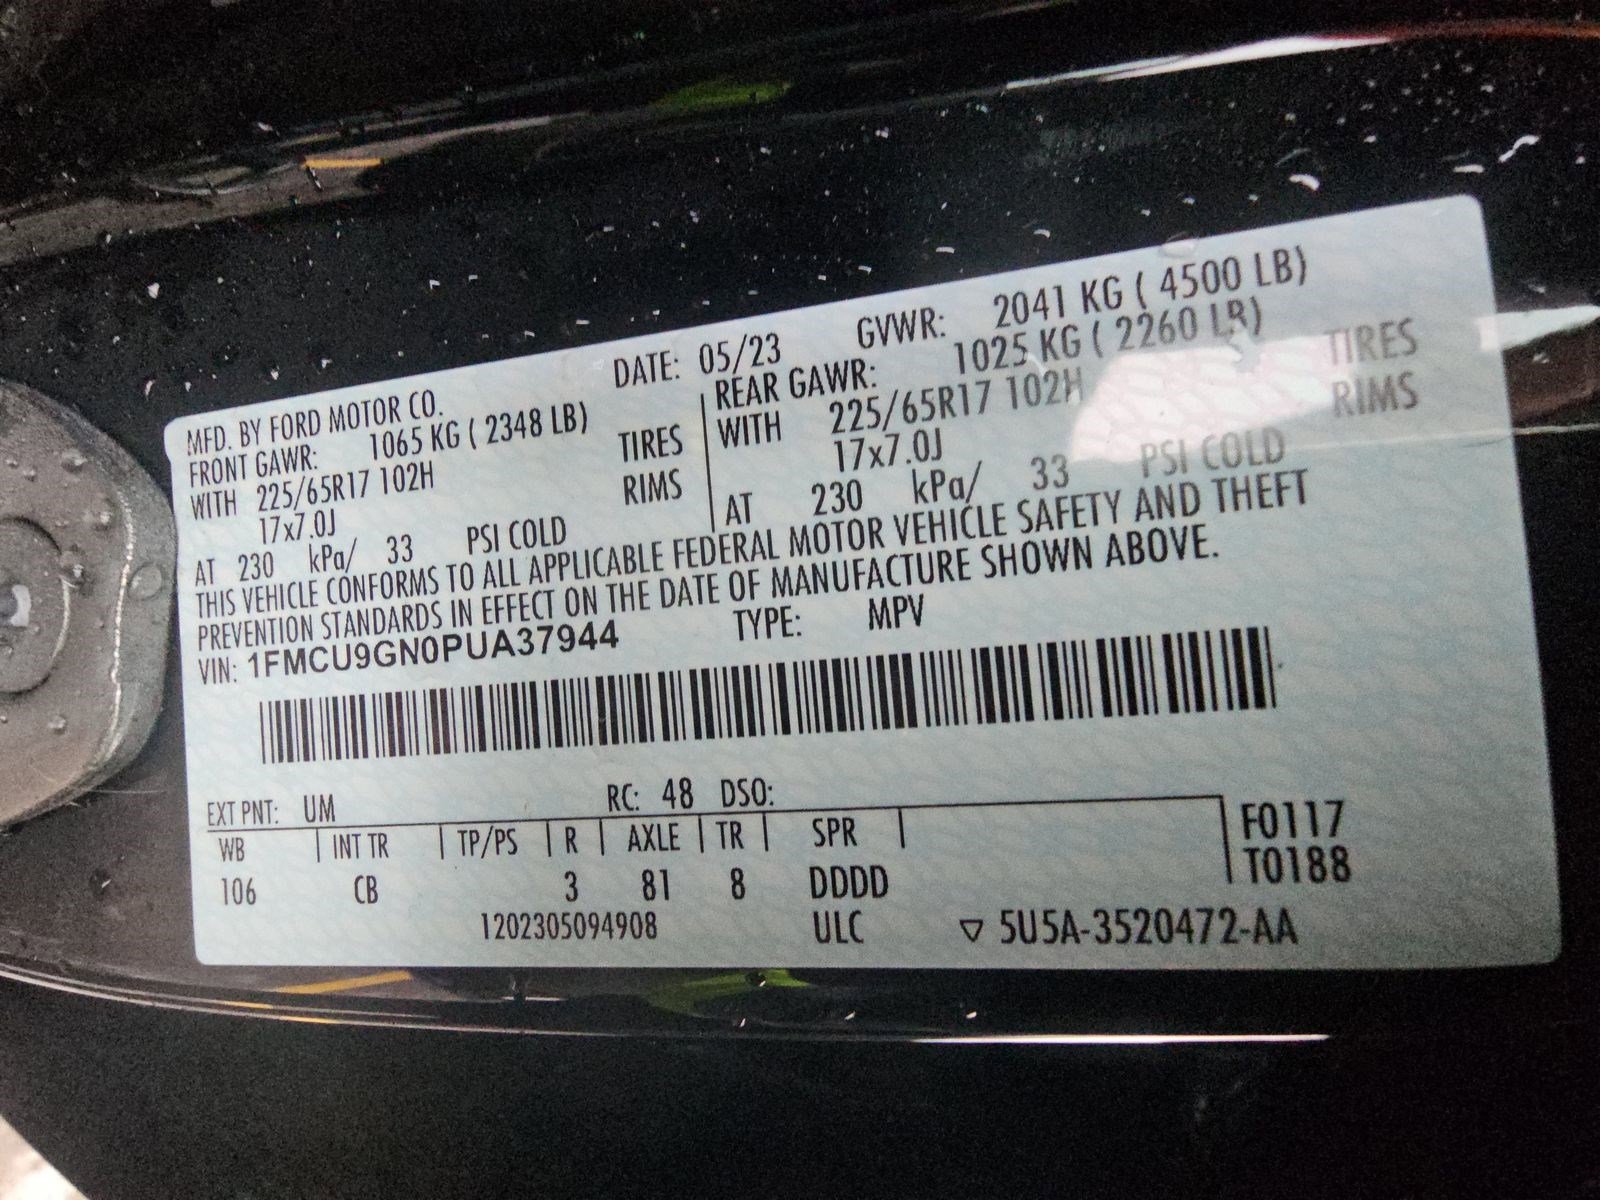 MFD. BY FORD MOTOR CO. DATE: 05/23 GVWR: 2041 KG ( 4500 LB)
FRONT GAWR: 1065 KG ( 2348 LB) REAR GAWR: 1025 KG ( 2260 LB)
WITH 225/65R17 102H TIRES WITH 225/65R17 102H TIRES
17x7.0J RIMS 17x7.0J RIMS
AT 230 kPa/ 33 PSI COLD AT 230 kPa/ 33 PSI COLD
THIS VEHICLE CONFORMS TO ALL APPLICABLE FEDERAL MOTOR VEHICLE SAFETY AND THEFT
PREVENTION STANDARDS IN EFFECT ON THE DATE OF MANUFACTURE SHOWN ABOVE.
VIN: 1FMCU9GN0PUA37944 TYPE: MPV
EXT PNT: UM RC: 48 DSO:
WB INT TR TP/PS R AXLE TR SPR F0117
106 CB 3 81 8 DDDD T0188
1202305094908 ULC ▽ 5U5A-3520472-AA